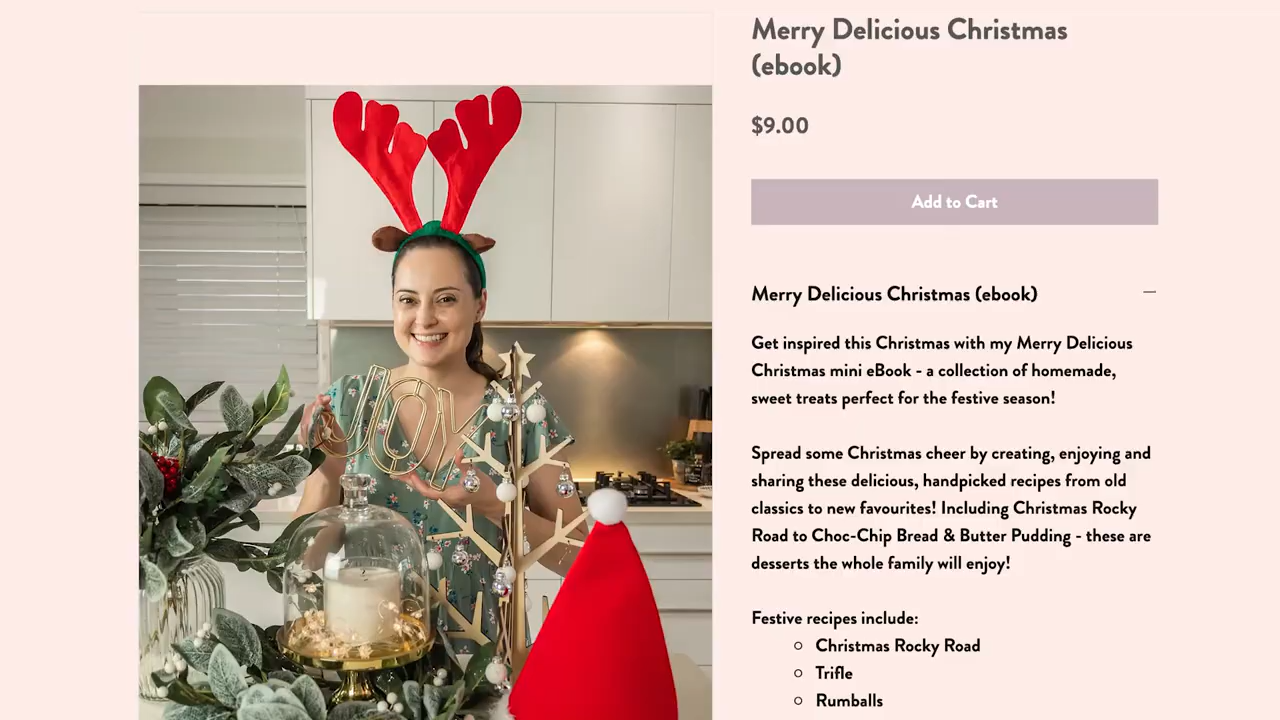 Merry Delicious Christmas
(ebook)
$9.00
Add to Cart
Merry Delicious Christmas (ebook)
Get inspired this Christmas with my Merry Delicious
Christmas mini eBook - a collection of homemade,
sweet treats perfect for the festive season!
Spread some Christmas cheer by creating, enjoying and
sharing these delicious, handpicked recipes from old
classics to new favourites! Including Christmas Rocky
Road to Choc-Chip Bread & Butter Pudding - these are
desserts the whole family will enjoy!
Festive recipes include:
Christmas Rocky Road
Trifle
Rumballs
JOY